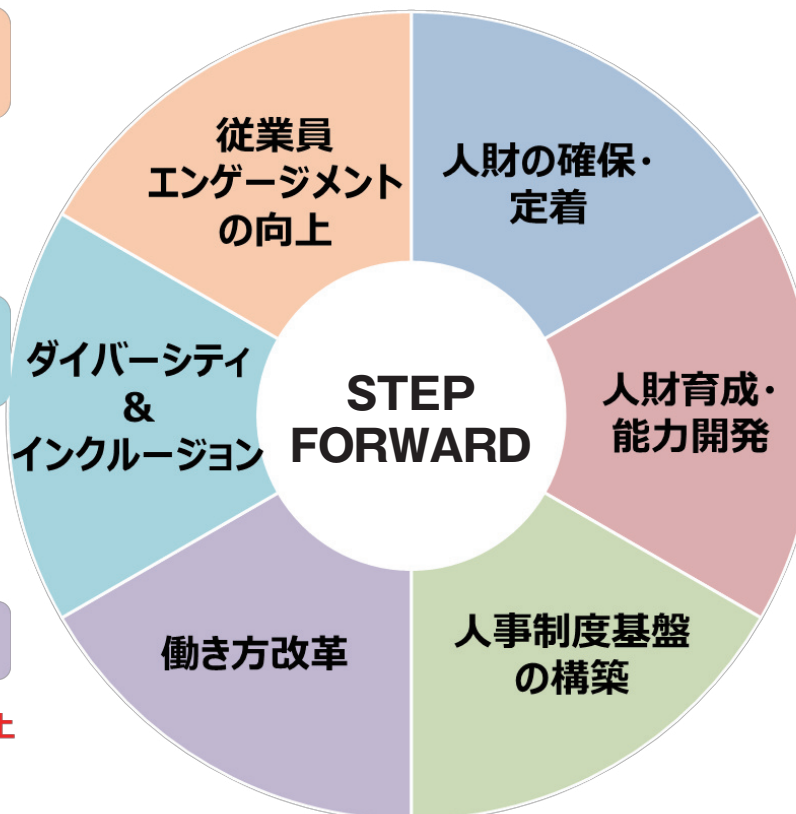 従業員
エンゲージメント
の向上
人財の確保・
定着
ダイバーシティ
&
インクルージョン
STEP
FORWARD
人財育成・
能力開発
働き方改革
人事制度基盤
の構築